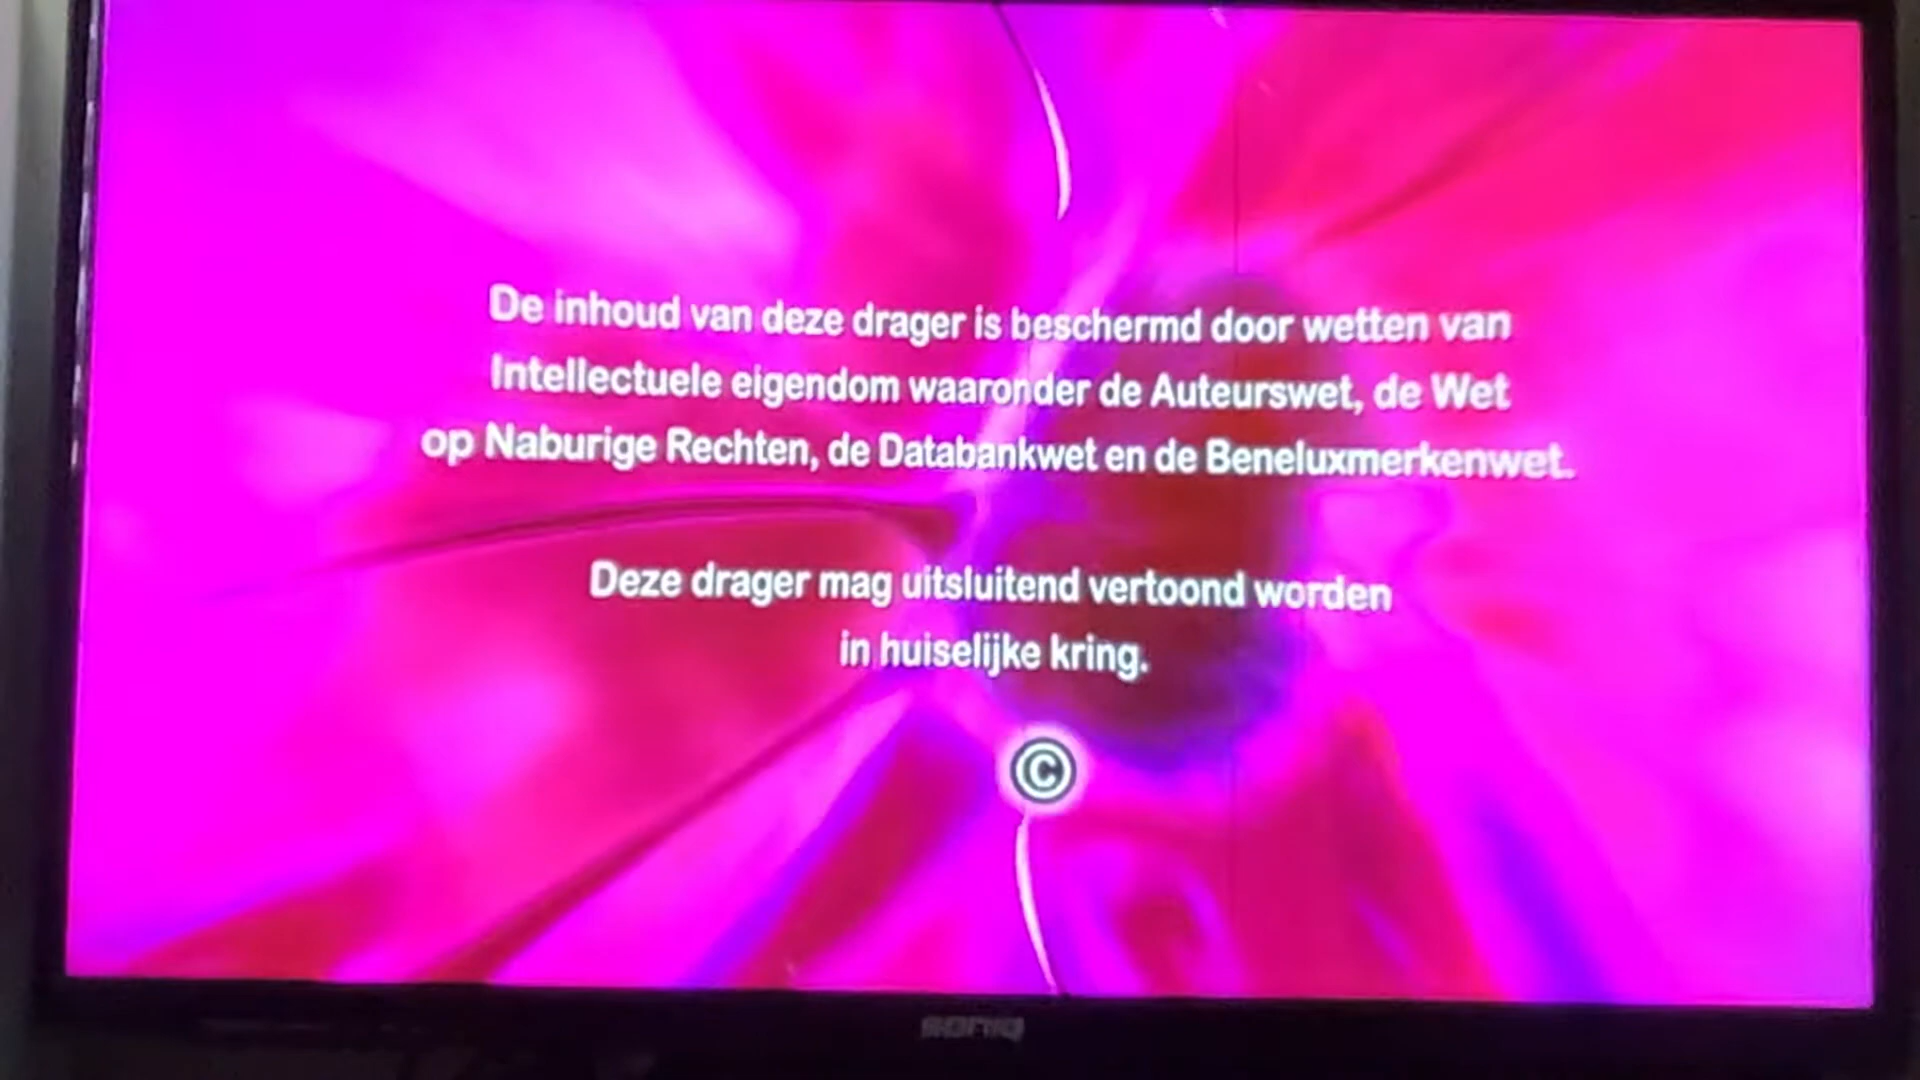 De inhoud van deze drager is beschermd door wetten van
Intellectuele eigendom waaronder de Auteurswet, de Wet
op Naburige Rechten, de Databankwet en de Beneluxmerkenwet.
Deze drager mag uitsluitend vertoond worden
in huiselijke kring.
©
SONIQ